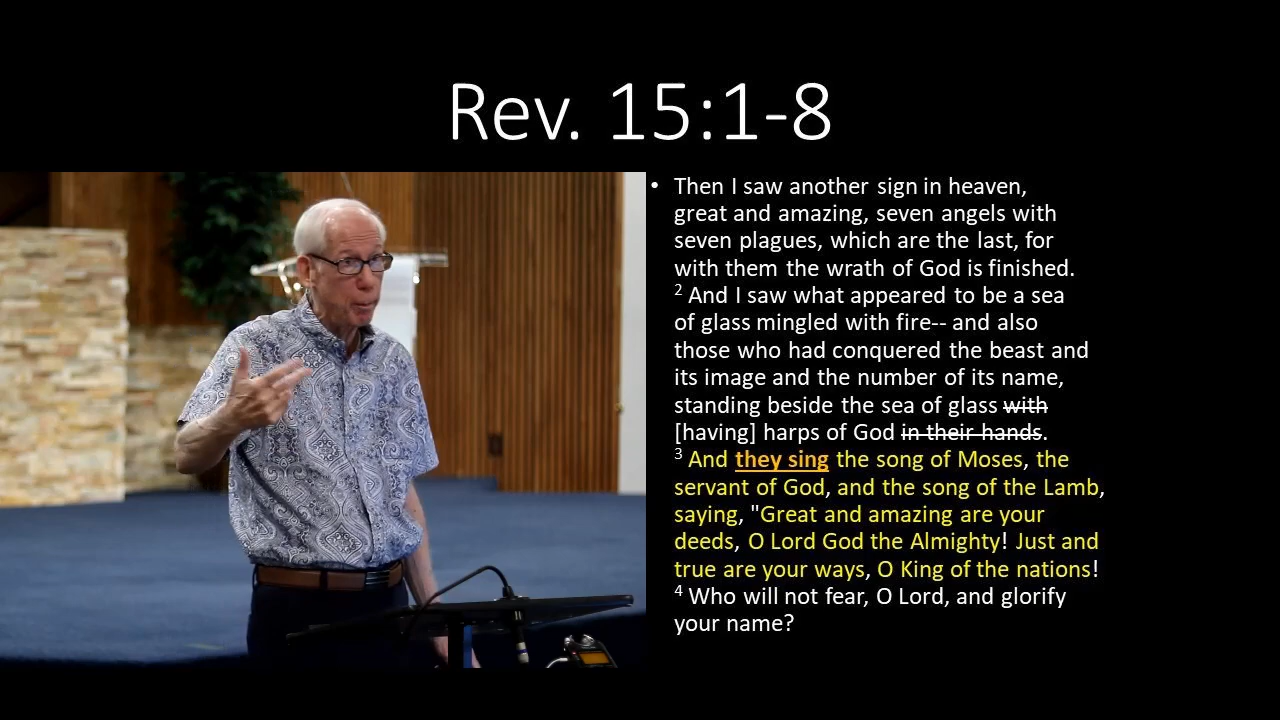 Rev. 15:1-8
• Then I saw another sign in heaven,
great and amazing, seven angels with
seven plagues, which are the last, for
with them the wrath of God is finished.
2 And I saw what appeared to be a sea
of glass mingled with fire-- and also
those who had conquered the beast and
its image and the number of its name,
standing beside the sea of glass with
[having] harps of God in their hands.
3 And they sing the song of Moses, the
servant of God, and the song of the Lamb,
saying, "Great and amazing are your
deeds, O Lord God the Almighty! Just and
true are your ways, O King of the nations!
4 Who will not fear, O Lord, and glorify
your name?